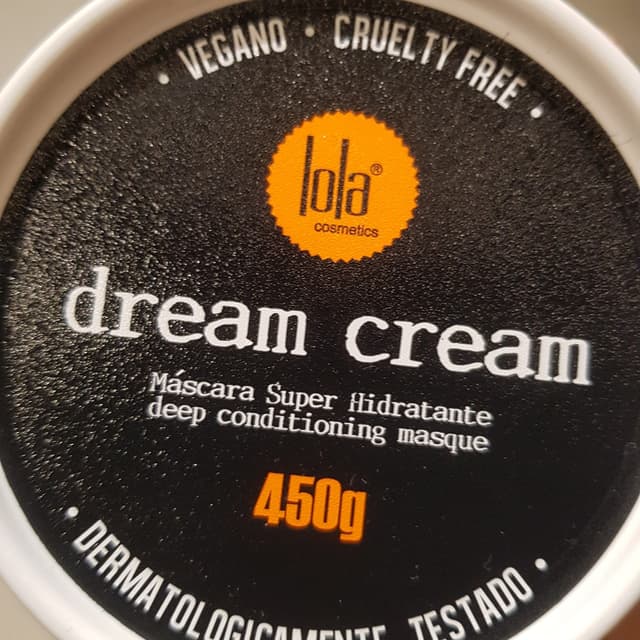 • VEGANO • CRUELTY FREE •
lola®
cosmetics
dream cream
Máscara Super Hidratante
deep conditioning masque
450g
• DERMATOLOGICAMENTE TESTADO •